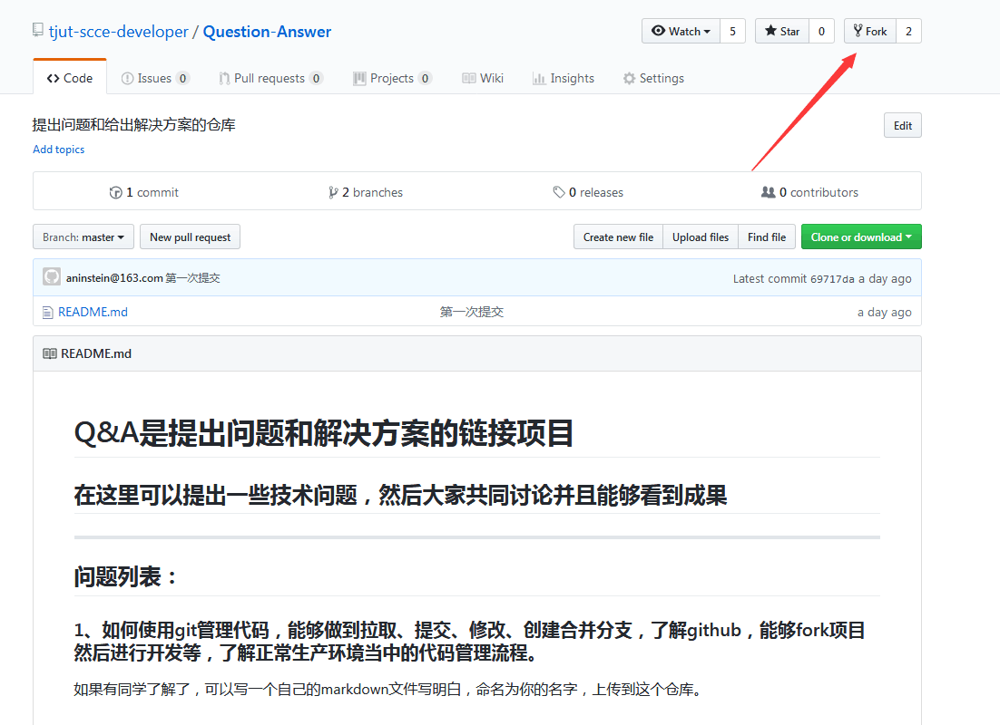 tjut-scce-developer / Question-Answer
Watch 5 Star 0 Fork 2
Code Issues 0 Pull requests 0 Projects 0 Wiki Insights Settings
提出问题和给出解决方案的仓库
Edit
Add topics
1 commit 2 branches 0 releases 0 contributors
Branch: master New pull request Create new file Upload files Find file Clone or download
aninstein@163.com 第一次提交 Latest commit 69717da a day ago
README.md 第一次提交 a day ago
README.md
Q&A是提出问题和解决方案的链接项目
在这里可以提出一些技术问题，然后大家共同讨论并且能够看到成果
问题列表：
1、如何使用git管理代码，能够做到拉取、提交、修改、创建合并分支，了解github，能够fork项目
然后进行开发等，了解正常生产环境当中的代码管理流程。
如果有同学了解了，可以写一个自己的markdown文件写明白，命名为你的名字，上传到这个仓库。